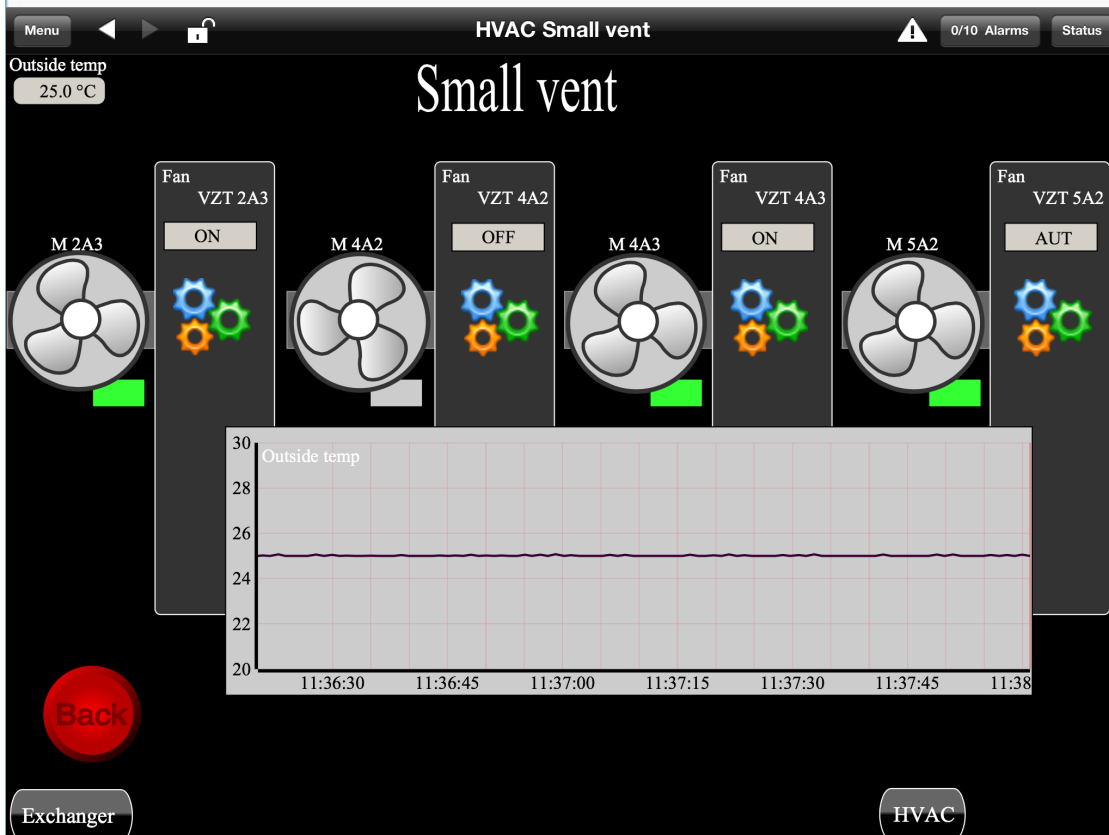 Menu
HVAC Small vent
0/10 Alarms
Status
Outside temp
25.0 °C
Small vent
Fan
VZT 2A3
ON
M 2A3
Fan
VZT 4A2
OFF
M 4A2
Fan
VZT 4A3
ON
M 4A3
Fan
VZT 5A2
AUT
M 5A2
Outside temp
30
28
26
24
22
20
11:36:30 11:36:45 11:37:00 11:37:15 11:37:30 11:37:45 11:38
Back
Exchanger
HVAC